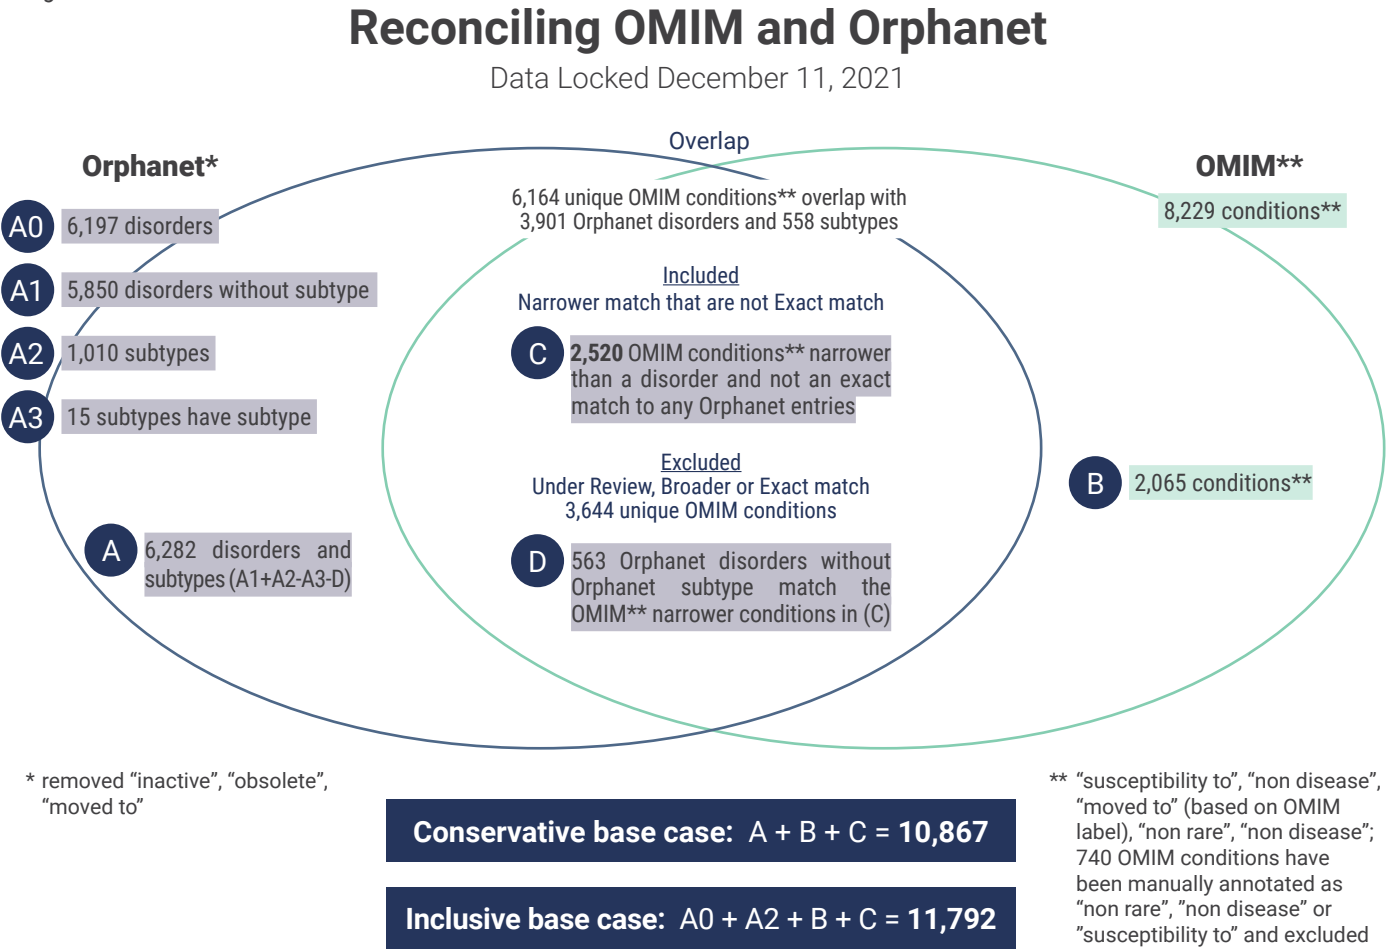 Reconciling OMIM and Orphanet
Data Locked December 11, 2021
Overlap
Orphanet*
OMIM**
6,164 unique OMIM conditions** overlap with
3,901 Orphanet disorders and 558 subtypes
8,229 conditions**
A0 6,197 disorders
A1 5,850 disorders without subtype
A2 1,010 subtypes
A3 15 subtypes have subtype
A 6,282 disorders and
subtypes (A1+A2-A3-D)
Included
Narrower match that are not Exact match
C 2,520 OMIM conditions** narrower
than a disorder and not an exact
match to any Orphanet entries
Excluded
Under Review, Broader or Exact match
3,644 unique OMIM conditions
D 563 Orphanet disorders without
Orphanet subtype match the
OMIM** narrower conditions in (C)
B 2,065 conditions**
* removed “inactive”, “obsolete”,
“moved to”
Conservative base case: A + B + C = 10,867
Inclusive base case: A0 + A2 + B + C = 11,792
** “susceptibility to”, “non disease”,
“moved to” (based on OMIM
label), “non rare”, “non disease”;
740 OMIM conditions have
been manually annotated as
“non rare”, ”non disease” or
”susceptibility to” and excluded